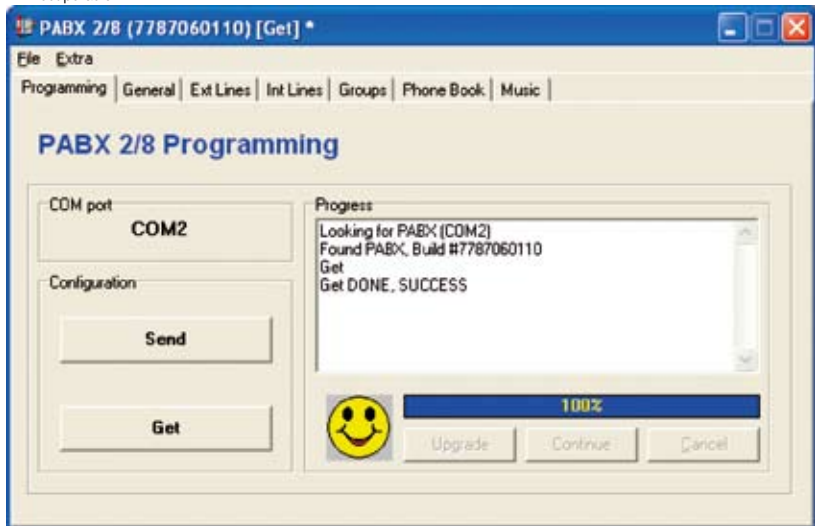 PABX 2/8 (7787060110) [Get] *
File Extra
Programming General Ext Lines Int Lines Groups Phone Book Music
PABX 2/8 Programming
COM port
COM2
Configuration
Send
Get
Progress
Looking for PABX (COM2)
Found PABX, Build #7787060110
Get
Get DONE, SUCCESS
100%
Upgrade Continue Cancel